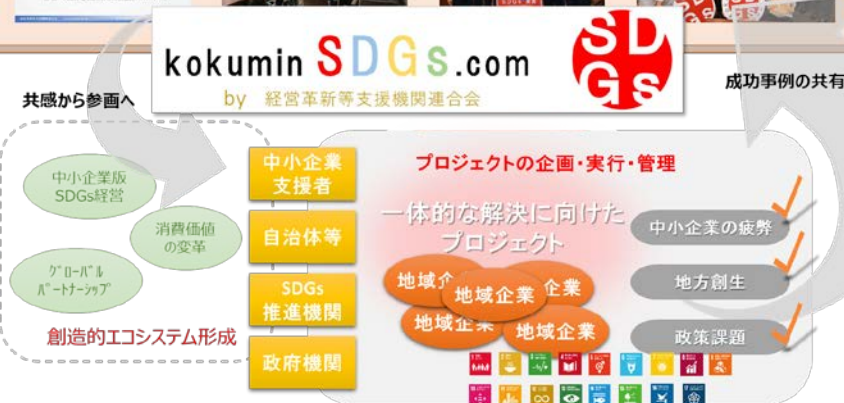 kokumin SDGs.com
by 経営革新等支援機関連合会
SD
Gs
共感から参画へ
成功事例の共有
中小企業版
SDGs経営
消費価値
の変革
グローバル
パートナーシップ
創造的エコシステム形成
中小企業
支援者
自治体等
SDGs
推進機関
政府機関
プロジェクトの企画・実行・管理
一体的な解決に向けた
プロジェクト
地域企
地域企業
企業
地域企業
地域企業
中小企業の疲弊
地方創生
政策課題